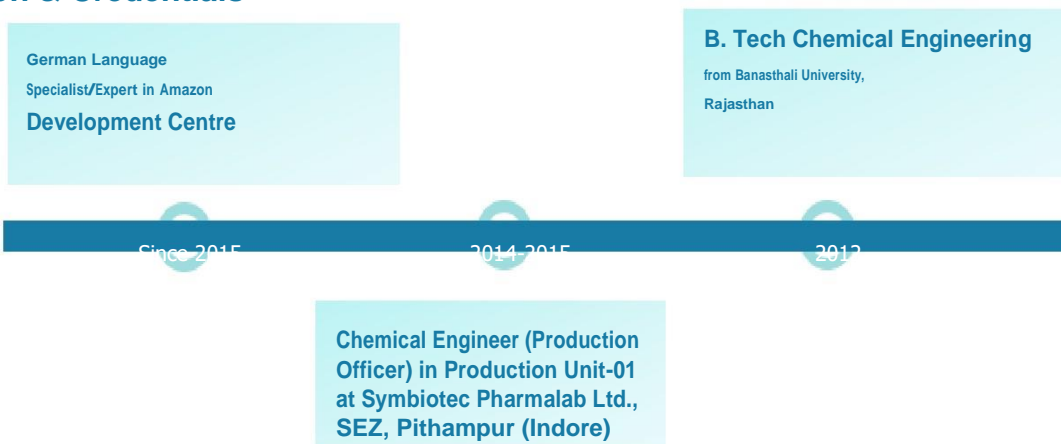 & Credentials
German Language
Specialist/Expert in Amazon
Development Centre
B. Tech Chemical Engineering
from Banasthali University,
Rajasthan
Since 2015
2014-2015
Chemical Engineer (Production
Officer) in Production Unit-01
at Symbiotec Pharmalab Ltd.,
SEZ, Pithampur (Indore)